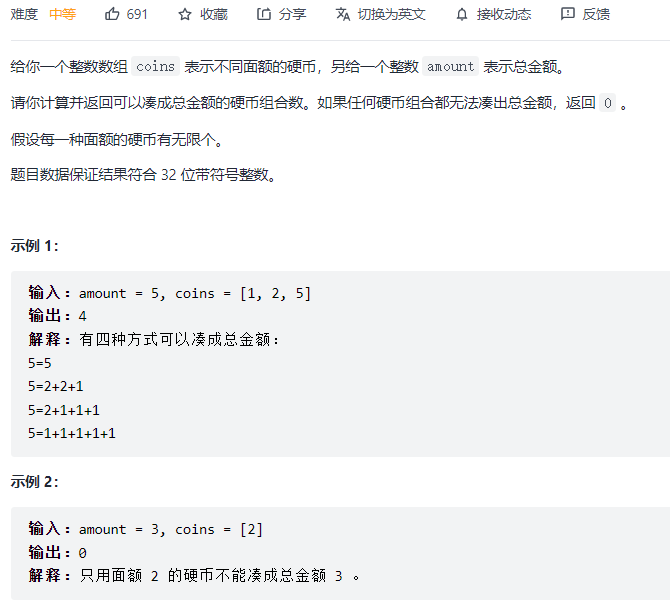 难度 中等 691 收藏 分享 切换为英文 接收动态 反馈
给你一个整数数组 coins 表示不同面额的硬币，另给一个整数 amount 表示总金额。
请你计算并返回可以凑成总金额的硬币组合数。如果任何硬币组合都无法凑出总金额，返回 0 。
假设每一种面额的硬币有无限个。
题目数据保证结果符合 32 位带符号整数。
示例 1：
输入：amount = 5, coins = [1, 2, 5]
输出：4
解释：有四种方式可以凑成总金额：
5=5
5=2+2+1
5=2+1+1+1
5=1+1+1+1+1
示例 2：
输入：amount = 3, coins = [2]
输出：0
解释：只用面额 2 的硬币不能凑成总金额 3 。